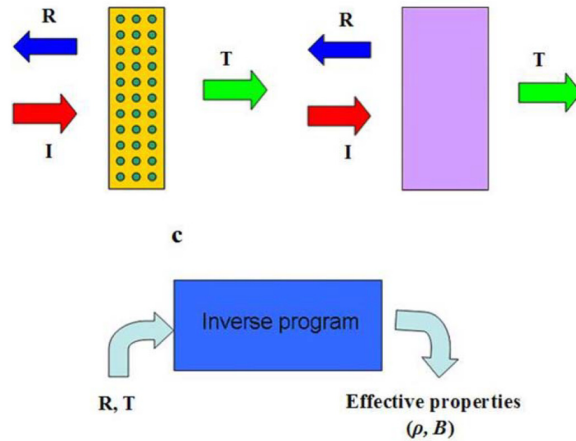 R
R
T
T
I
I
c
Inverse program
R, T
Effective properties
(ρ, B)